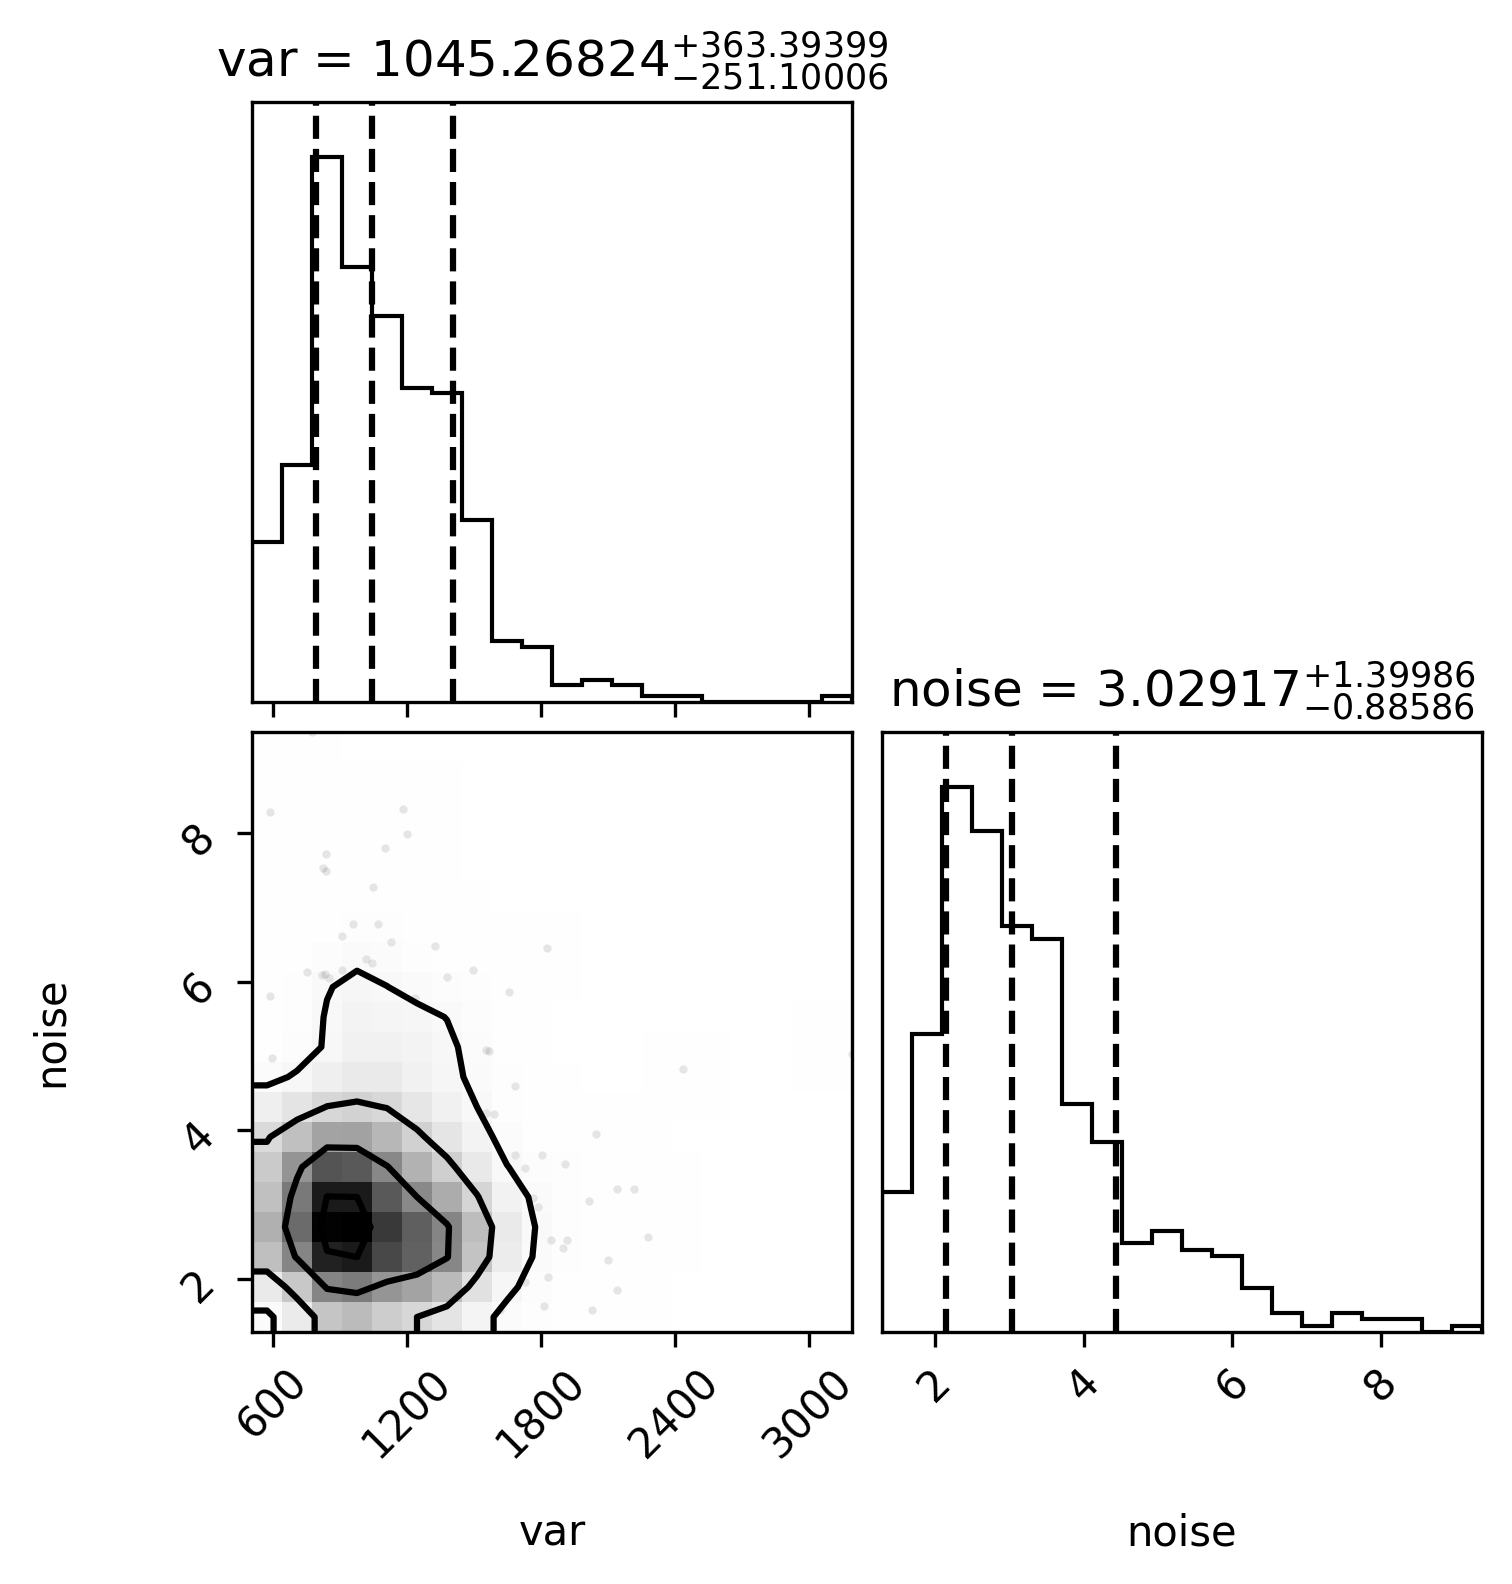 var = 1045.26824+363.39399−251.10006
noise = 3.02917+1.39986−0.88586
8
6
4
2
noise
600 1200 1800 2400 3000
2 4 6 8
var
noise